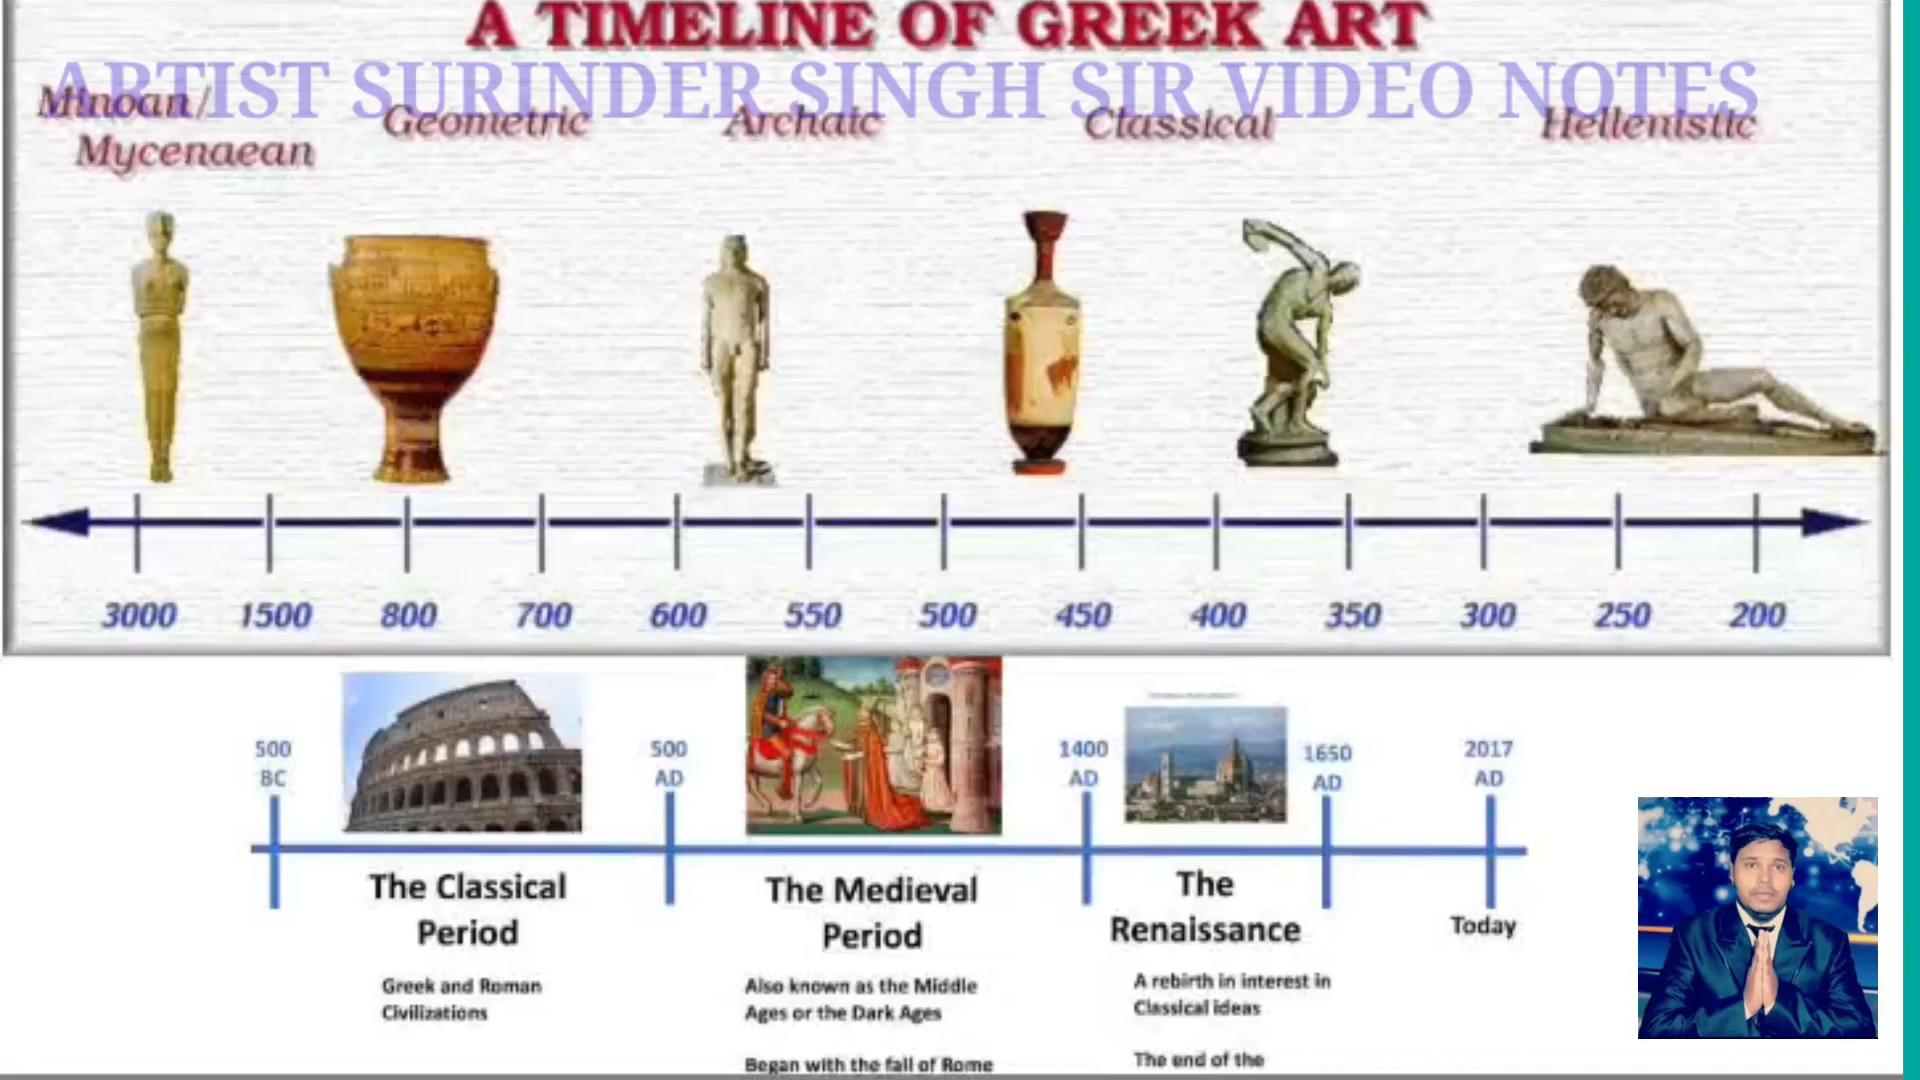 A TIMELINE OF GREEK ART
ARTIST SURINDER SINGH SIR VIDEO NOTES
Minoan/
Mycenaean
Geometric
Archaic
Classical
Hellenistic
3000 1500 800 700 600 550 500 450 400 350 300 250 200
500
BC
500
AD
1400
AD
1650
AD
2017
AD
The Classical
Period
Greek and Roman
Civilizations
The Medieval
Period
Also known as the Middle
Ages or the Dark Ages
Began with the fall of Rome
The
Renaissance
A rebirth in interest in
Classical ideas
The end of the
Today